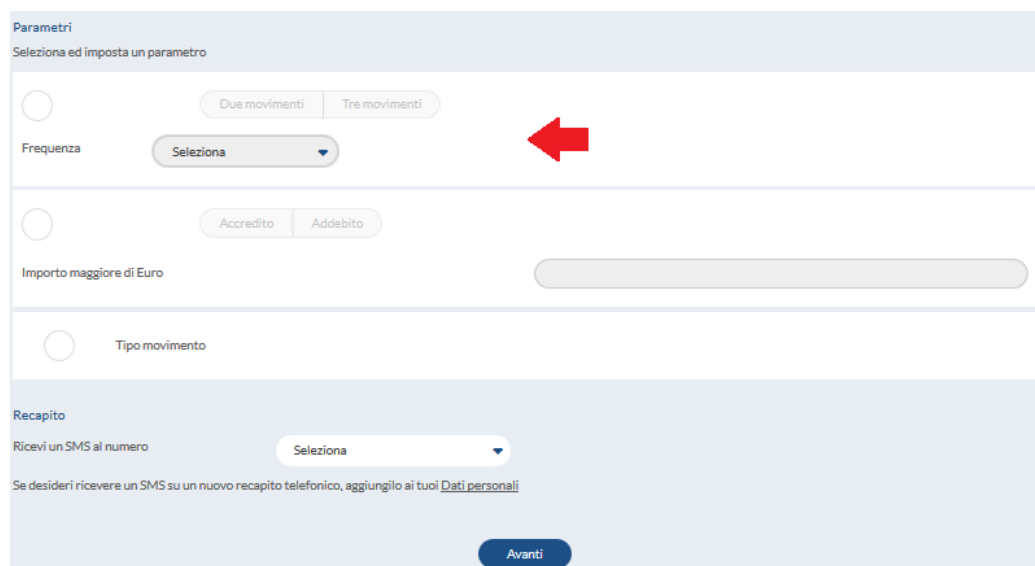 Parametri
Seleziona ed imposta un parametro
Due movimenti Tre movimenti
Frequenza Seleziona
Accredito Addebito
Importo maggiore di Euro
Tipo movimento
Recapito
Ricevi un SMS al numero Seleziona
Se desideri ricevere un SMS su un nuovo recapito telefonico, aggiungilo ai tuoi Dati personali
Avanti